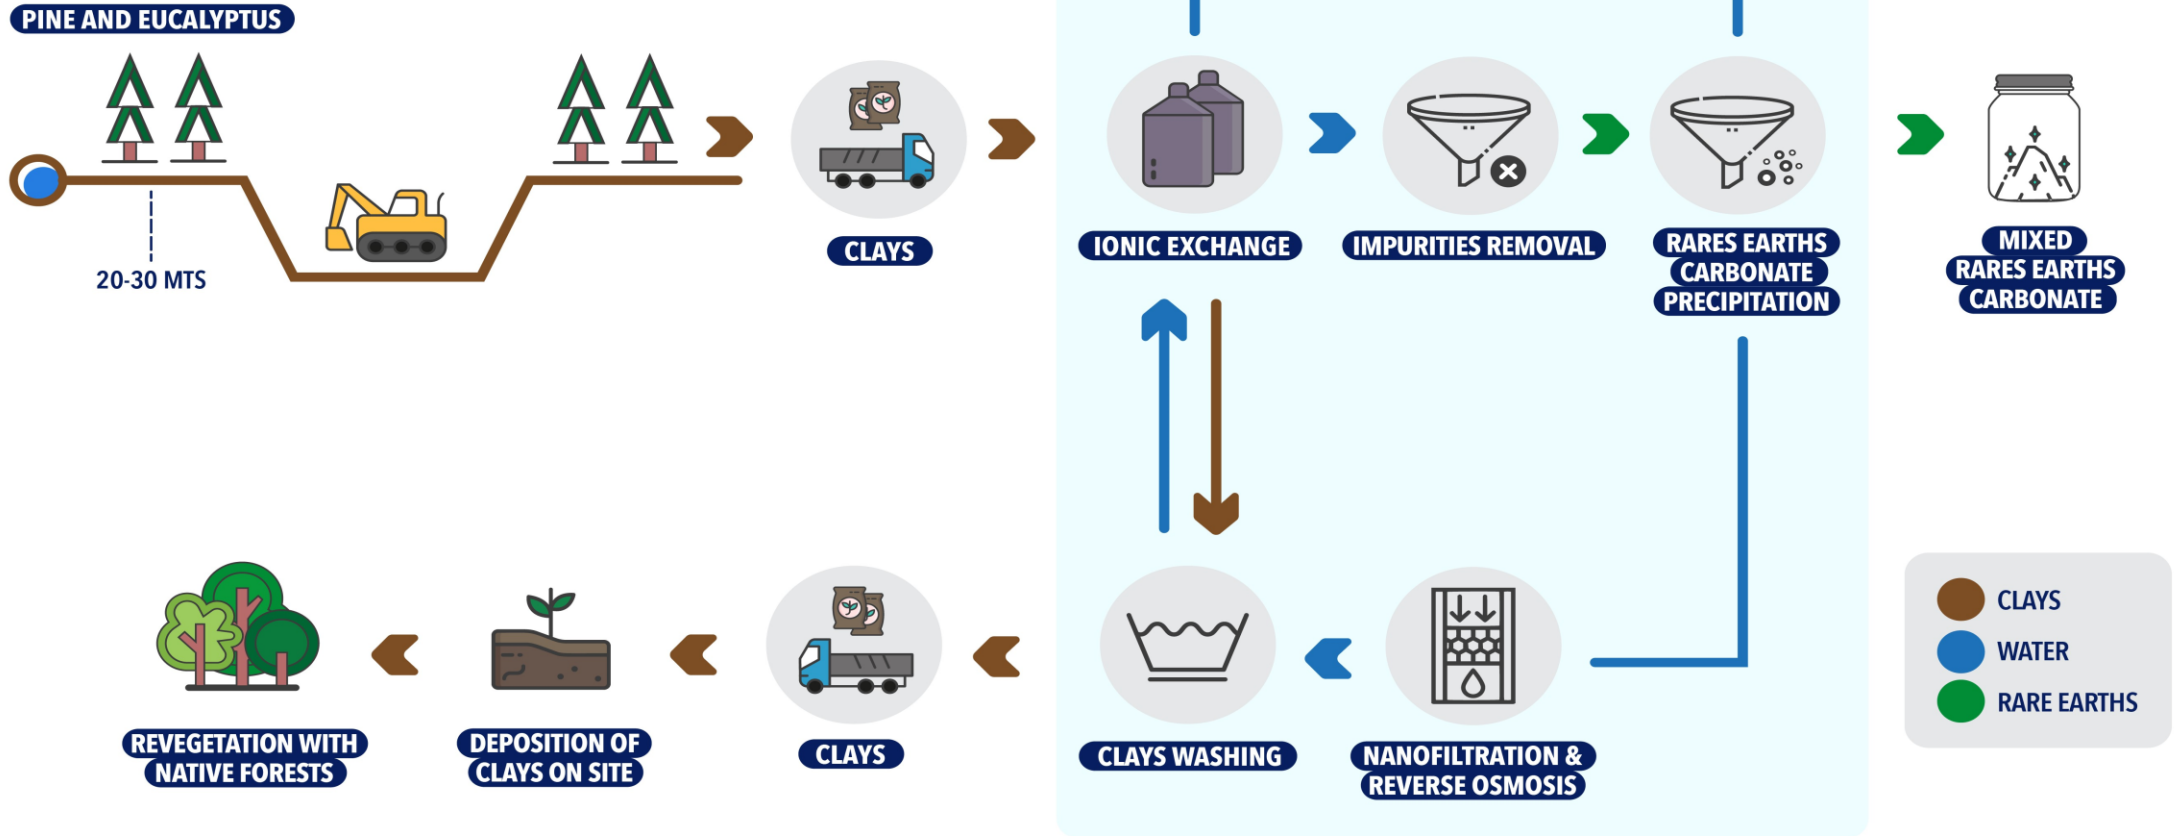 PINE AND EUCALYPTUS
20-30 MTS
CLAYS
IONIC EXCHANGE
IMPURITIES REMOVAL
RARES EARTHS
CARBONATE
PRECIPITATION
MIXED
RARES EARTHS
CARBONATE
REVEGETATION WITH
NATIVE FORESTS
DEPOSITION OF
CLAYS ON SITE
CLAYS
CLAYS WASHING
NANOFILTRATION &
REVERSE OSMOSIS
CLAYS
WATER
RARE EARTHS